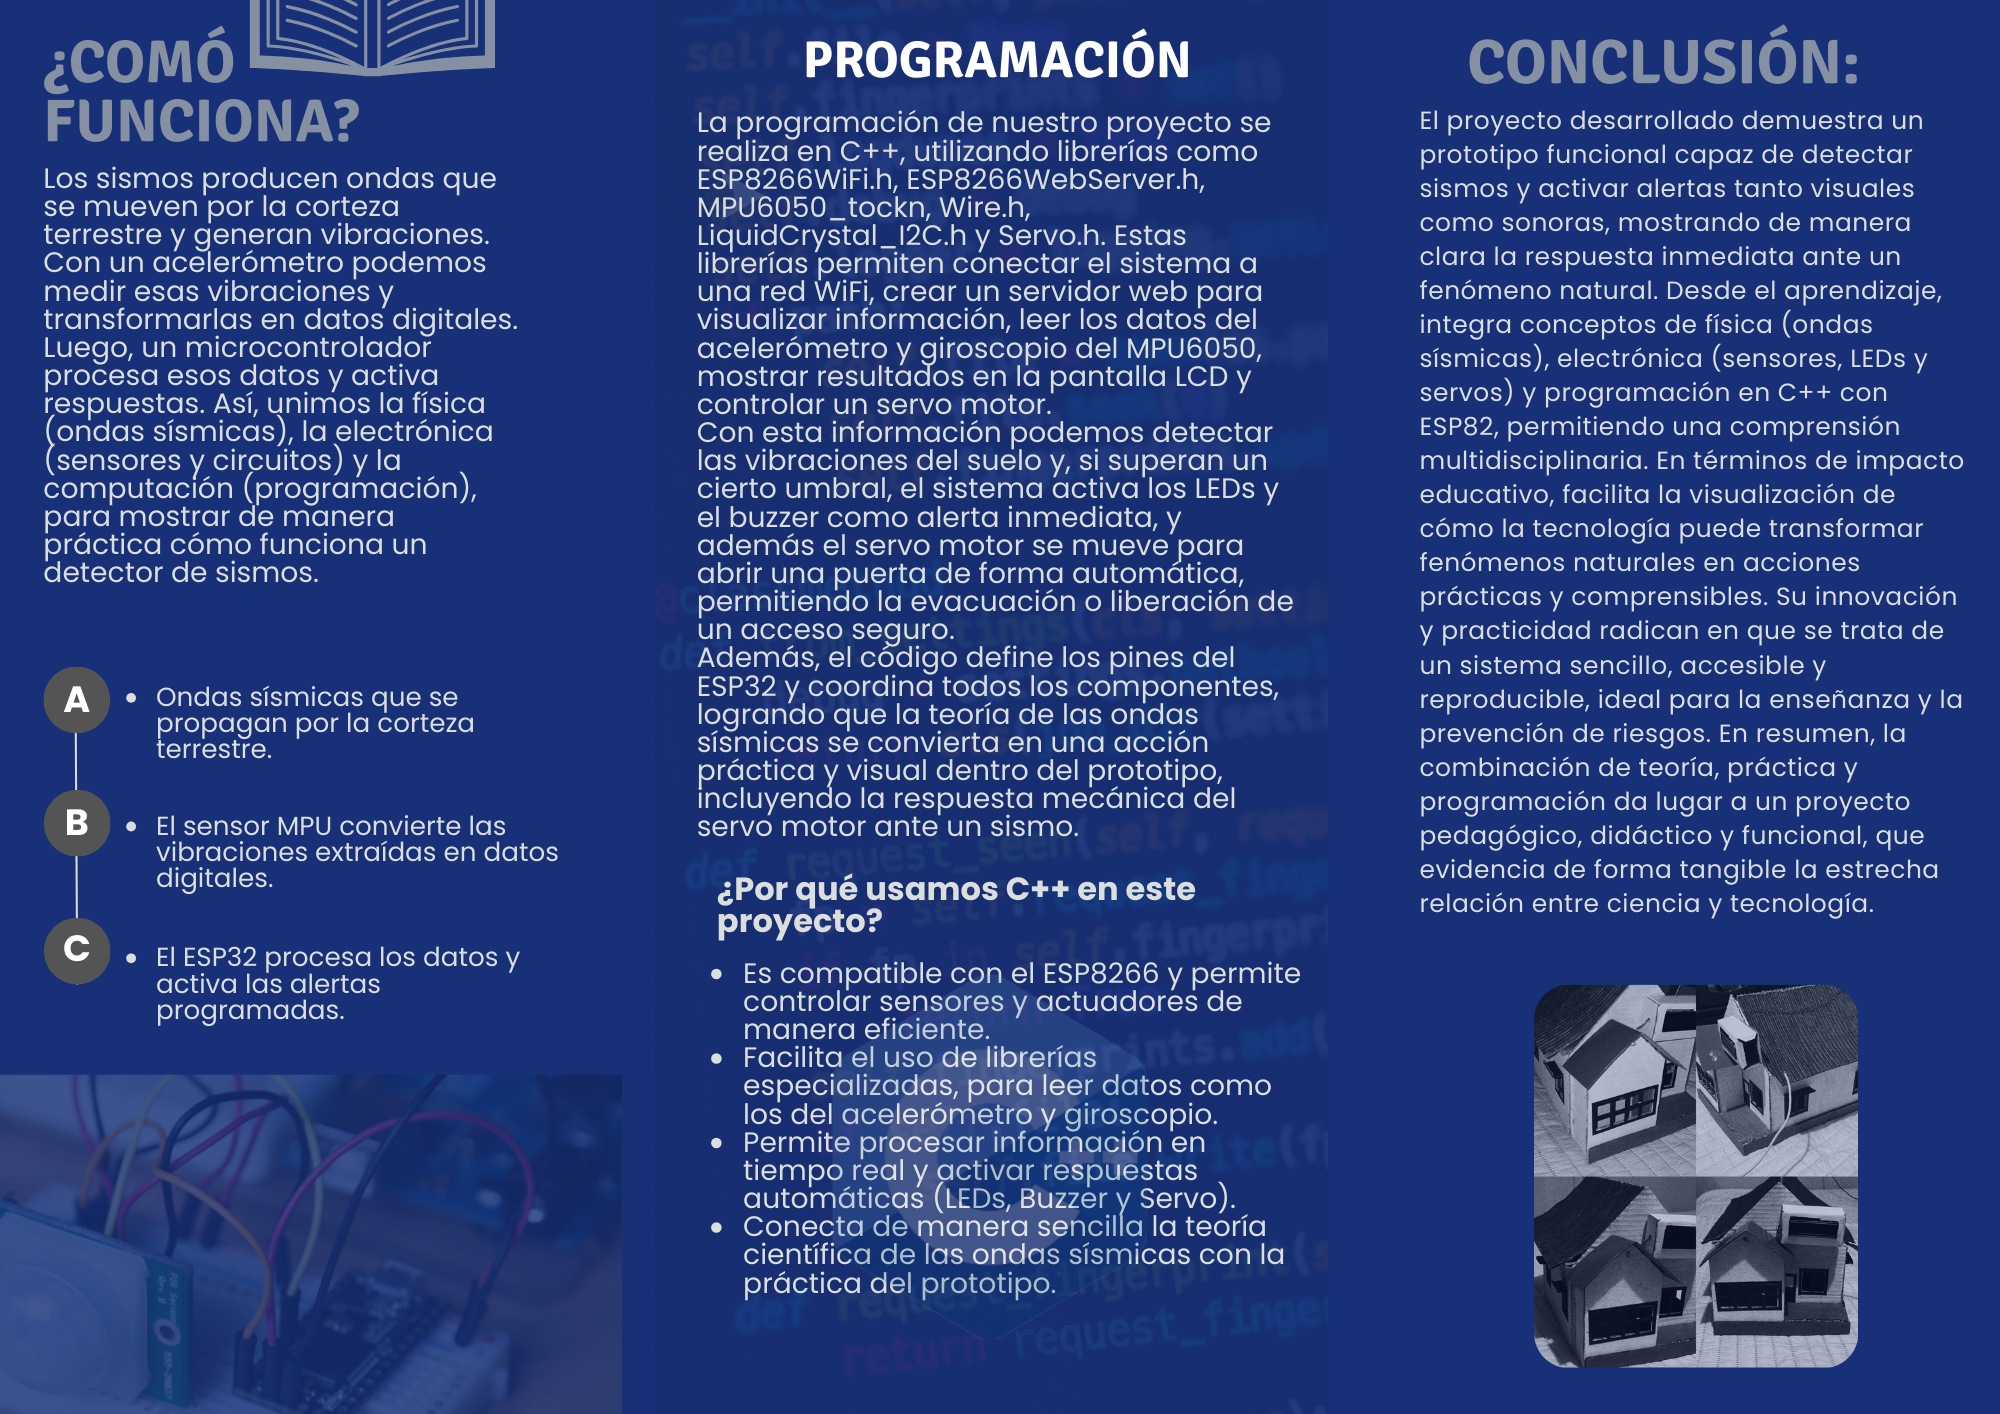 ¿COMÓ
FUNCIONA?
Los sismos producen ondas que
se mueven por la corteza
terrestre y generan vibraciones.
Con un acelerómetro podemos
medir esas vibraciones y
transformarlas en datos digitales.
Luego, un microcontrolador
procesa esos datos y activa
respuestas. Así, unimos la física
(ondas sísmicas), la electrónica
(sensores y circuitos) y la
computación (programación),
para mostrar de manera
práctica cómo funciona un
detector de sismos.
A
• Ondas sísmicas que se
propagan por la corteza
terrestre.
B
• El sensor MPU convierte las
vibraciones extraídas en datos
digitales.
C
• El ESP32 procesa los datos y
activa las alertas
programadas.
PROGRAMACIÓN
La programación de nuestro proyecto se
realiza en C++, utilizando librerías como
ESP8266WiFi.h, ESP8266WebServer.h,
MPU6050_tockn, Wire.h,
LiquidCrystal_I2C.h y Servo.h. Estas
librerías permiten conectar el sistema a
una red WiFi, crear un servidor web para
visualizar información, leer los datos del
acelerómetro y giroscopio del MPU6050,
mostrar resultados en la pantalla LCD y
controlar un servo motor.
Con esta información podemos detectar
las vibraciones del suelo y, si superan un
cierto umbral, el sistema activa los LEDs y
el buzzer como alerta inmediata, y
además el servo motor se mueve para
abrir una puerta de forma automática,
permitiendo la evacuación o liberación de
un acceso seguro.
Además, el código define los pines del
ESP32 y coordina todos los componentes,
logrando que la teoría de las ondas
sísmicas se convierta en una acción
práctica y visual dentro del prototipo,
incluyendo la respuesta mecánica del
servo motor ante un sismo.
¿Por qué usamos C++ en este
proyecto?
• Es compatible con el ESP8266 y permite
controlar sensores y actuadores de
manera eficiente.
• Facilita el uso de librerías
especializadas, para leer datos como
los del acelerómetro y giroscopio.
• Permite procesar información en
tiempo real y activar respuestas
automáticas (LEDs, Buzzer y Servo).
• Conecta de manera sencilla la teoría
científica de las ondas sísmicas con la
práctica del prototipo.
CONCLUSIÓN:
El proyecto desarrollado demuestra un
prototipo funcional capaz de detectar
sismos y activar alertas tanto visuales
como sonoras, mostrando de manera
clara la respuesta inmediata ante un
fenómeno natural. Desde el aprendizaje,
integra conceptos de física (ondas
sísmicas), electrónica (sensores, LEDs y
servos) y programación en C++ con
ESP82, permitiendo una comprensión
multidisciplinaria. En términos de impacto
educativo, facilita la visualización de
cómo la tecnología puede transformar
fenómenos naturales en acciones
prácticas y comprensibles. Su innovación
y practicidad radican en que se trata de
un sistema sencillo, accesible y
reproducible, ideal para la enseñanza y la
prevención de riesgos. En resumen, la
combinación de teoría, práctica y
programación da lugar a un proyecto
pedagógico, didáctico y funcional, que
evidencia de forma tangible la estrecha
relación entre ciencia y tecnología.